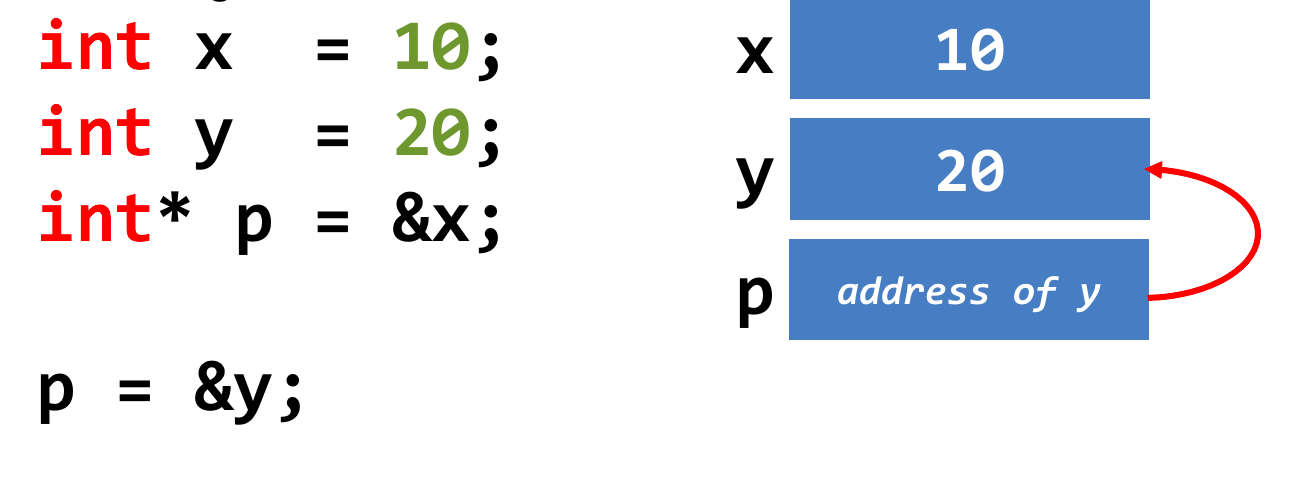 int x  = 10;
int y  = 20;
int* p = &x;
p = &y;
x 10
y 20
p address of y